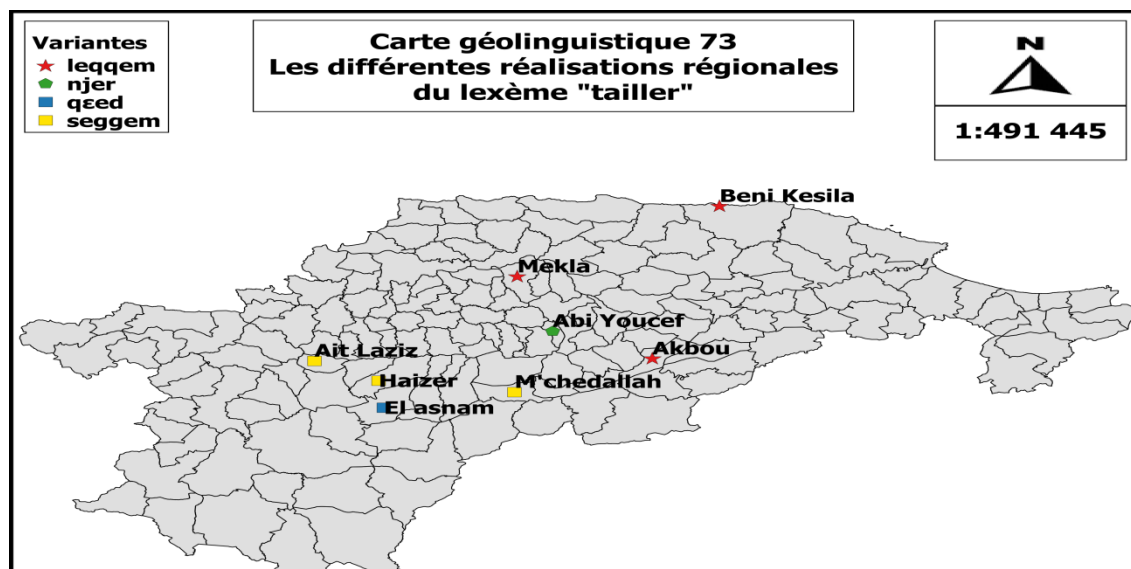 Variantes
leqqem
njer
qɛed
seggem
Carte géolinguistique 73
Les différentes réalisations régionales
du lexème "tailler"
N
1:491 445
Beni Kesila
Mekla
Abi Youcef
Akbou
Ait Laziz
Haizer
M'chedallah
El asnam